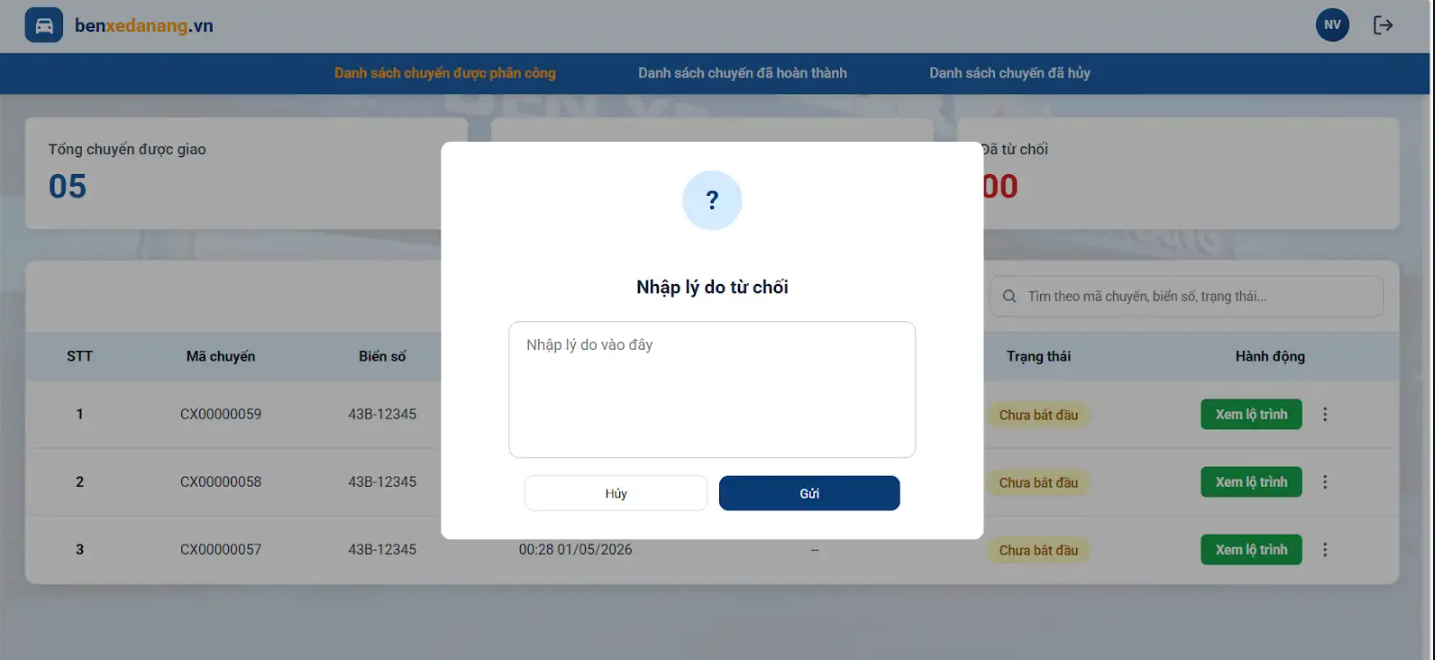 benxedanang.vn
NV
Danh sách chuyến được phân công
Danh sách chuyến đã hoàn thành
Danh sách chuyến đã hủy
Tổng chuyến được giao
05
Đã từ chối
00
?
Nhập lý do từ chối
Nhập lý do vào đây
Hủy
Gửi
Tìm theo mã chuyến, biển số, trạng thái...
STT Mã chuyến Biển số Trạng thái Hành động
1 CX00000059 43B-12345 Chưa bắt đầu Xem lộ trình
2 CX00000058 43B-12345 Chưa bắt đầu Xem lộ trình
3 CX00000057 43B-12345 00:28 01/05/2026 -- Chưa bắt đầu Xem lộ trình